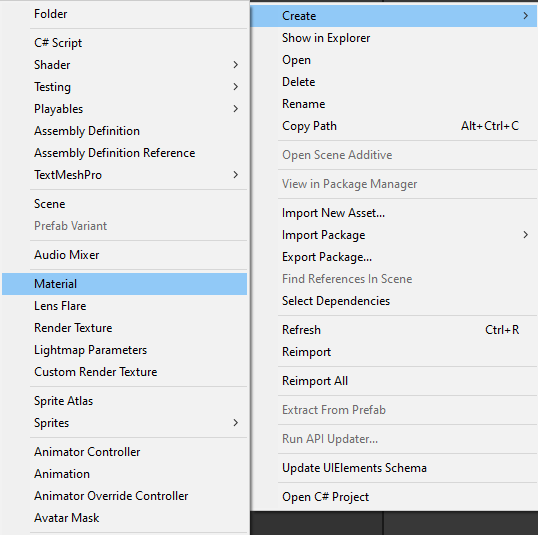 Folder
C# Script
Shader
Testing
Playables
Assembly Definition
Assembly Definition Reference
TextMeshPro
Scene
Prefab Variant
Audio Mixer
Material
Lens Flare
Render Texture
Lightmap Parameters
Custom Render Texture
Sprite Atlas
Sprites
Animator Controller
Animation
Animator Override Controller
Avatar Mask
Create
Show in Explorer
Open
Delete
Rename
Copy Path Alt+Ctrl+C
Open Scene Additive
View in Package Manager
Import New Asset...
Import Package
Export Package...
Find References In Scene
Select Dependencies
Refresh Ctrl+R
Reimport
Reimport All
Extract From Prefab
Run API Updater...
Update UIElements Schema
Open C# Project